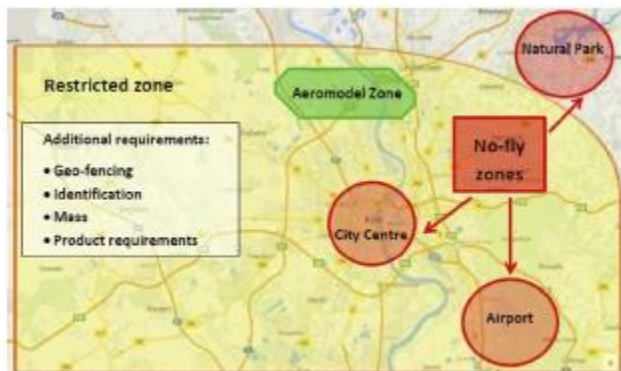 Natural Park
Restricted zone
Aeromodel Zone
Additional requirements:
• Geo-fencing
• Identification
• Mass
• Product requirements
No-fly
zones
City Centre
Airport